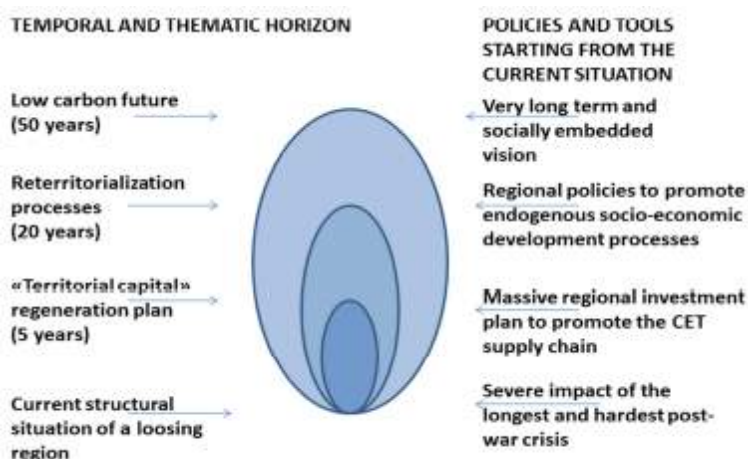 TEMPORAL AND THEMATIC HORIZON
Low carbon future
(50 years)
Reterritorialization
processes
(20 years)
«Territorial capital»
regeneration plan
(5 years)
Current structural
situation of a loosing
region
POLICIES AND TOOLS
STARTING FROM THE
CURRENT SITUATION
Very long term and
socially embedded
vision
Regional policies to promote
endogenous socio-economic
development processes
Massive regional investment
plan to promote the CET
supply chain
Severe impact of the
longest and hardest post-
war crisis